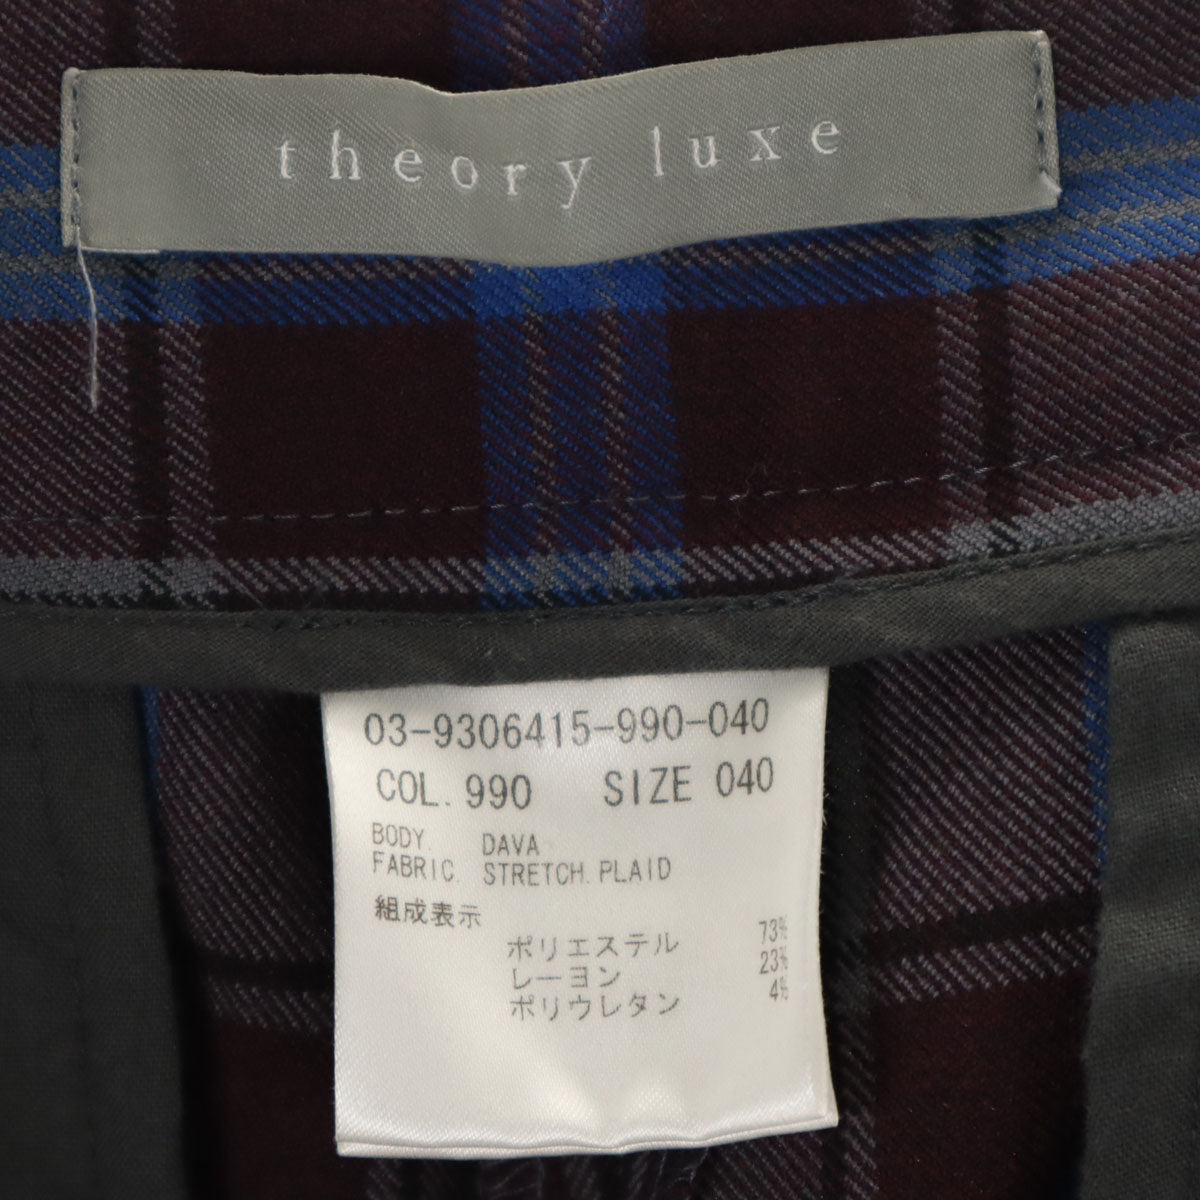 theory luxe
03-9306415-990-040
COL. 990 SIZE 040
BODY DAVA
FABRIC. STRETCH. PLAID
組成表示
ポリエステル 73%
レーヨン 23%
ポリウレタン 4%